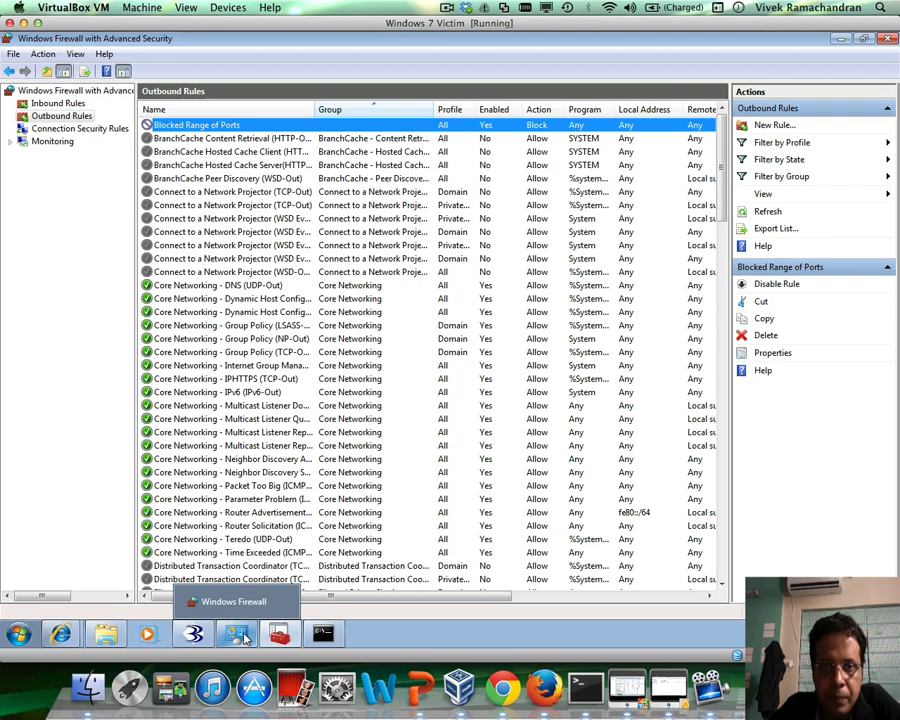 VirtualBox VM Machine View Devices Help (Charged) Vivek Ramachandran
Windows 7 Victim [Running]
Windows Firewall with Advanced Security
File Action View Help
Windows Firewall with Advanced S
Inbound Rules
Outbound Rules
Connection Security Rules
Monitoring
Outbound Rules
Name Group Profile Enabled Action Program Local Address Remote
Blocked Range of Ports All Yes Block Any Any Any
BranchCache Content Retrieval (HTTP-O... BranchCache - Content Retr... All No Allow SYSTEM Any Any
BranchCache Hosted Cache Client (HTT... BranchCache - Hosted Cach... All No Allow SYSTEM Any Any
BranchCache Hosted Cache Server(HTTP... BranchCache - Hosted Cach... All No Allow SYSTEM Any Any
BranchCache Peer Discovery (WSD-Out) BranchCache - Peer Discove... All No Allow %system... Any Local su
Connect to a Network Projector (TCP-Out) Connect to a Network Proje... Domain No Allow %System... Any Any
Connect to a Network Projector (TCP-Out) Connect to a Network Proje... Private... No Allow %System... Any Local su
Connect to a Network Projector (WSD Ev... Connect to a Network Proje... Domain No Allow System Any Any
Connect to a Network Projector (WSD Ev... Connect to a Network Proje... Private... No Allow System Any Local su
Connect to a Network Projector (WSD Ev... Connect to a Network Proje... Domain No Allow System Any Any
Connect to a Network Projector (WSD Ev... Connect to a Network Proje... Private... No Allow System Any Local su
Connect to a Network Projector (WSD-O... Connect to a Network Proje... All No Allow %System... Any Local su
Core Networking - DNS (UDP-Out) Core Networking All Yes Allow %System... Any Any
Core Networking - Dynamic Host Config... Core Networking All Yes Allow %System... Any Any
Core Networking - Dynamic Host Config... Core Networking All Yes Allow %System... Any Any
Core Networking - Group Policy (LSASS-... Core Networking Domain Yes Allow %System... Any Any
Core Networking - Group Policy (NP-Out) Core Networking Domain Yes Allow System Any Any
Core Networking - Group Policy (TCP-O... Core Networking Domain Yes Allow %System... Any Any
Core Networking - Internet Group Mana... Core Networking All Yes Allow System Any Any
Core Networking - IPHTTPS (TCP-Out) Core Networking All Yes Allow %System... Any Any
Core Networking - IPv6 (IPv6-Out) Core Networking All Yes Allow System Any Any
Core Networking - Multicast Listener Do... Core Networking All Yes Allow Any Any Local su
Core Networking - Multicast Listener Qu... Core Networking All Yes Allow Any Any Local su
Core Networking - Multicast Listener Rep... Core Networking All Yes Allow Any Any Local su
Core Networking - Multicast Listener Rep... Core Networking All Yes Allow Any Any Local su
Core Networking - Neighbor Discovery A... Core Networking All Yes Allow Any Any Any
Core Networking - Neighbor Discovery S... Core Networking All Yes Allow Any Any Any
Core Networking - Packet Too Big (ICMP... Core Networking All Yes Allow Any Any Any
Core Networking - Parameter Problem (I... Core Networking All Yes Allow Any Any Any
Core Networking - Router Advertisement... Core Networking All Yes Allow Any fe80::/64 Local su
Core Networking - Router Solicitation (IC... Core Networking All Yes Allow Any Any Local su
Core Networking - Teredo (UDP-Out) Core Networking All Yes Allow %System... Any Any
Core Networking - Time Exceeded (ICMP... Core Networking All Yes Allow Any Any Any
Distributed Transaction Coordinator (TC... Distributed Transaction Coo... Domain No Allow %System... Any Any
Distributed Transaction Coordinator (TC... Distributed Transaction Coo... Private... No Allow %System... Any Local su
Actions
Outbound Rules
New Rule...
Filter by Profile
Filter by State
Filter by Group
View
Refresh
Export List...
Help
Blocked Range of Ports
Disable Rule
Cut
Copy
Delete
Properties
Help
Windows Firewall